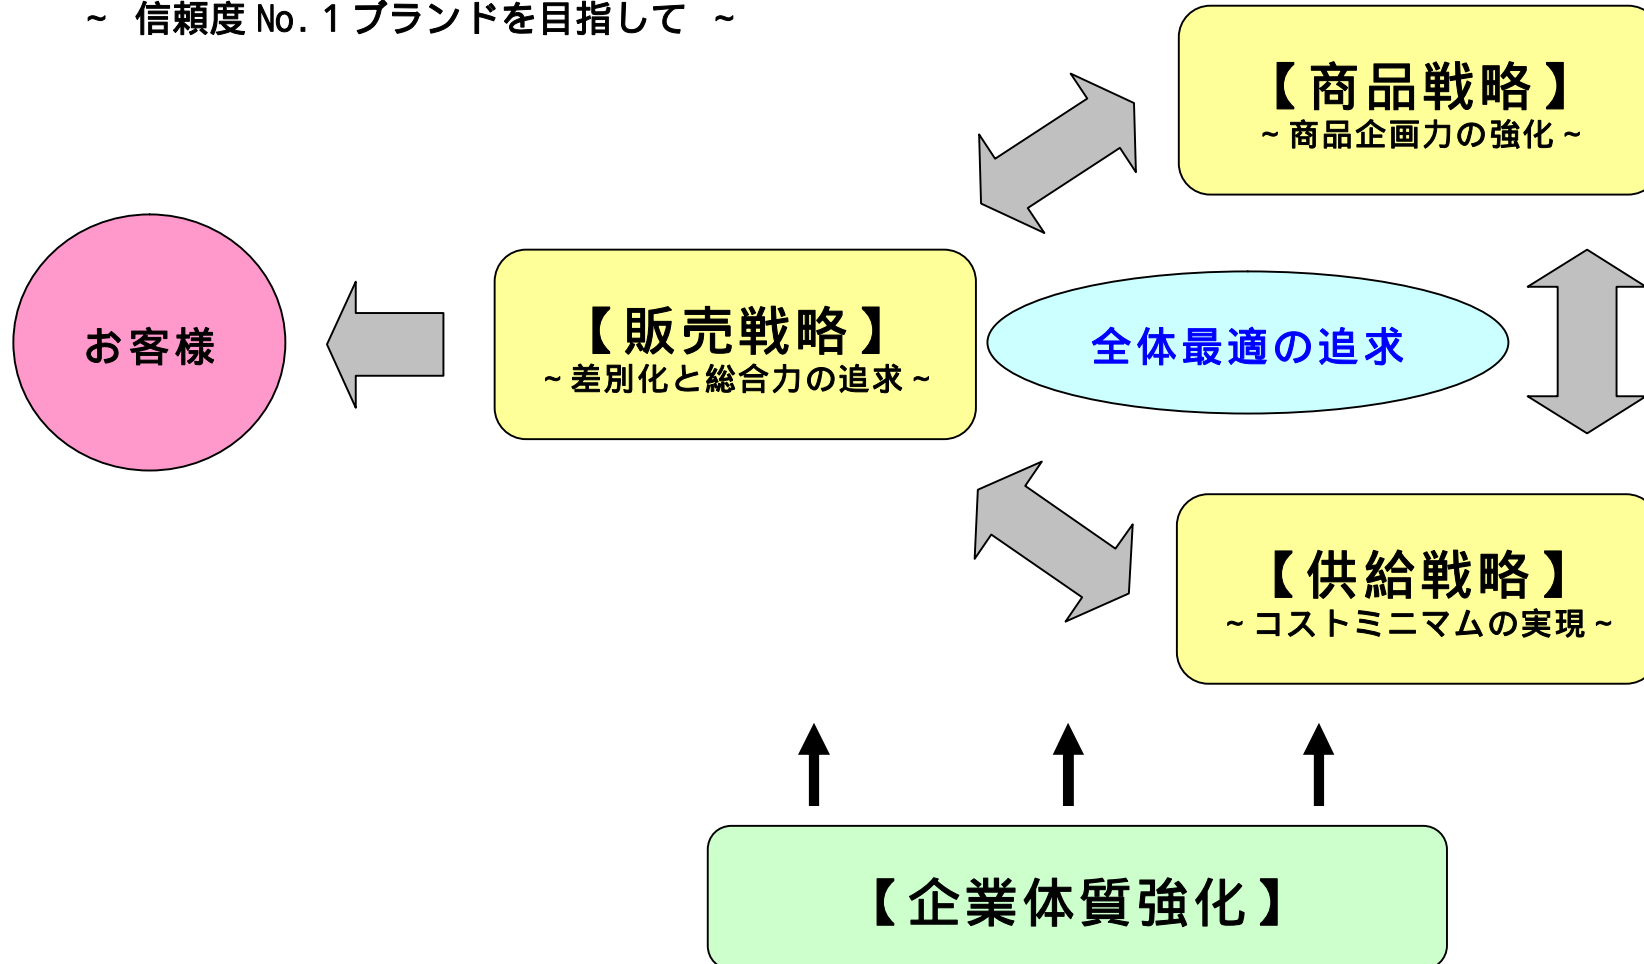 ~ 信頼度 No. 1 ブランドを目指して ~
【商品戦略】
~商品企画力の強化~
お客様
【販売戦略】
~差別化と総合力の追求~
全体最適の追求
【供給戦略】
~コストミニマムの実現~
【企業体質強化】